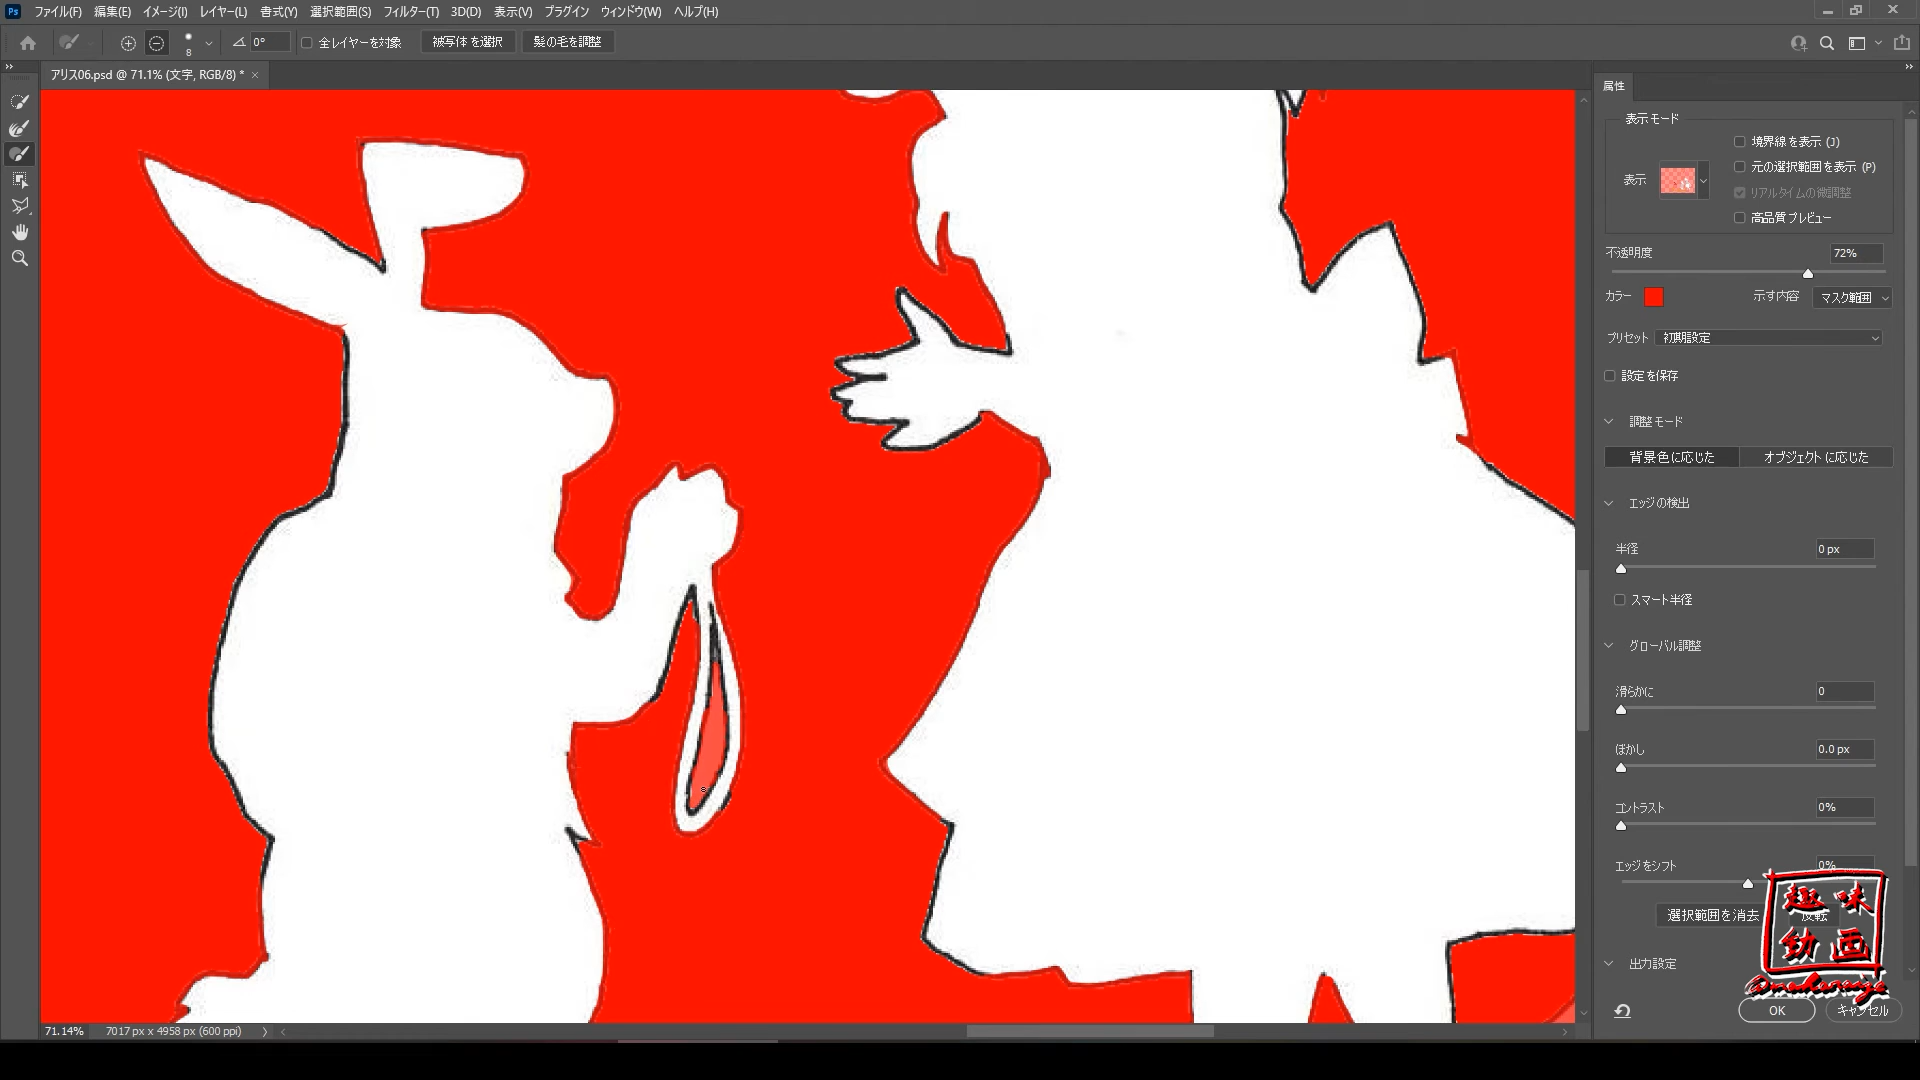 Ps ファイル(F) 編集(E) イメージ(I) レイヤー(L) 書式(Y) 選択範囲(S) フィルター(T) 3D(D) 表示(V) プラグイン ウィンドウ(W) ヘルプ(H)
8 0° 全レイヤーを対象 被写体を選択 髪の毛を調整
アリス06.psd @ 71.1% (文字, RGB/8) *
属性
表示モード
境界線を表示 (J)
元の選択範囲を表示 (P)
表示
リアルタイムの微調整
高品質プレビュー
不透明度 72%
カラー 示す内容 マスク範囲
プリセット 初期設定
設定を保存
調整モード
背景色に応じた オブジェクトに応じた
エッジの検出
半径 0 px
スマート半径
グローバル調整
滑らかに 0
ぼかし 0.0 px
コントラスト 0%
エッジをシフト 0%
選択範囲を消去 反転
趣味
動画
出力設定
OK キャンセル
71.14% 7017 px x 4958 px (600 ppi)